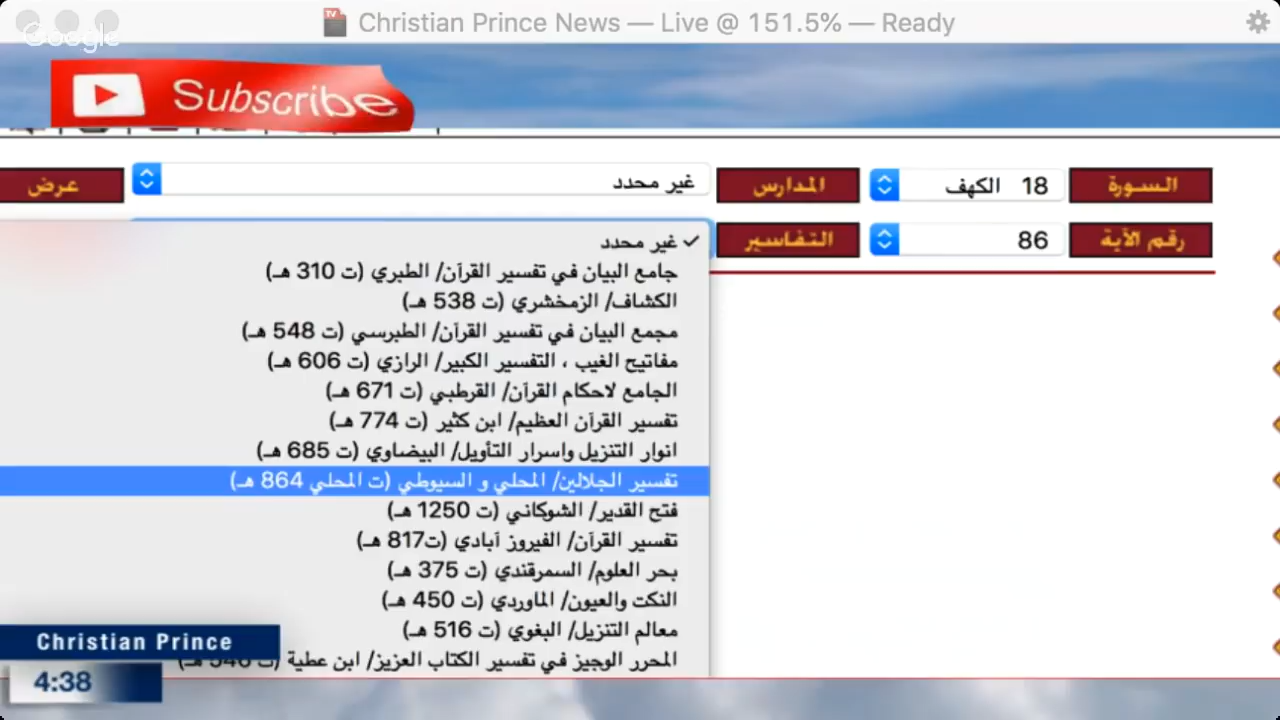 Christian Prince News — Live @ 151.5% — Ready
Google
Subscribe
السورة 18 الكهف المدارس غير محدد عرض
رقم الآية 86 التفاسير
غير محدد ✓
جامع البيان في تفسير القرآن/ الطبري (ت 310 هـ)
الكشاف/ الزمخشري (ت 538 هـ)
مجمع البيان في تفسير القرآن/ الطبرسي (ت 548 هـ)
مفاتيح الغيب ، التفسير الكبير/ الرازي (ت 606 هـ)
الجامع لاحكام القرآن/ القرطبي (ت 671 هـ)
تفسير القرآن العظيم/ ابن كثير (ت 774 هـ)
انوار التنزيل واسرار التأويل/ البيضاوي (ت 685 هـ)
تفسير الجلالين/ المحلي و السيوطي (ت المحلي 864 هـ)
فتح القدير/ الشوكاني (ت 1250 هـ)
تفسير القرآن/ الفيروز آبادي (ت817 هـ)
بحر العلوم/ السمرقندي (ت 375 هـ)
النكت والعيون/ الماوردي (ت 450 هـ)
معالم التنزيل/ البغوي (ت 516 هـ)
المحرر الوجيز في تفسير الكتاب العزيز/ ابن عطية (ت 546 هـ)
Christian Prince
4:38